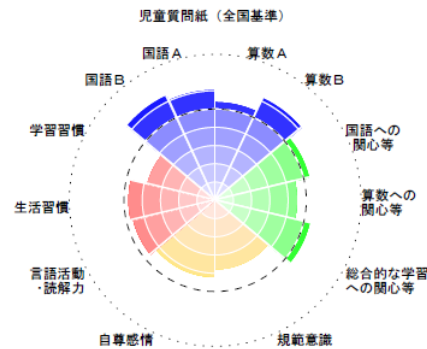 児童質問紙（全国基準）
国語A
算数A
国語B
算数B
学習習慣
国語への
関心等
生活習慣
算数への
関心等
言語活動
・読解力
総合的な学習
への関心等
自尊感情
規範意識